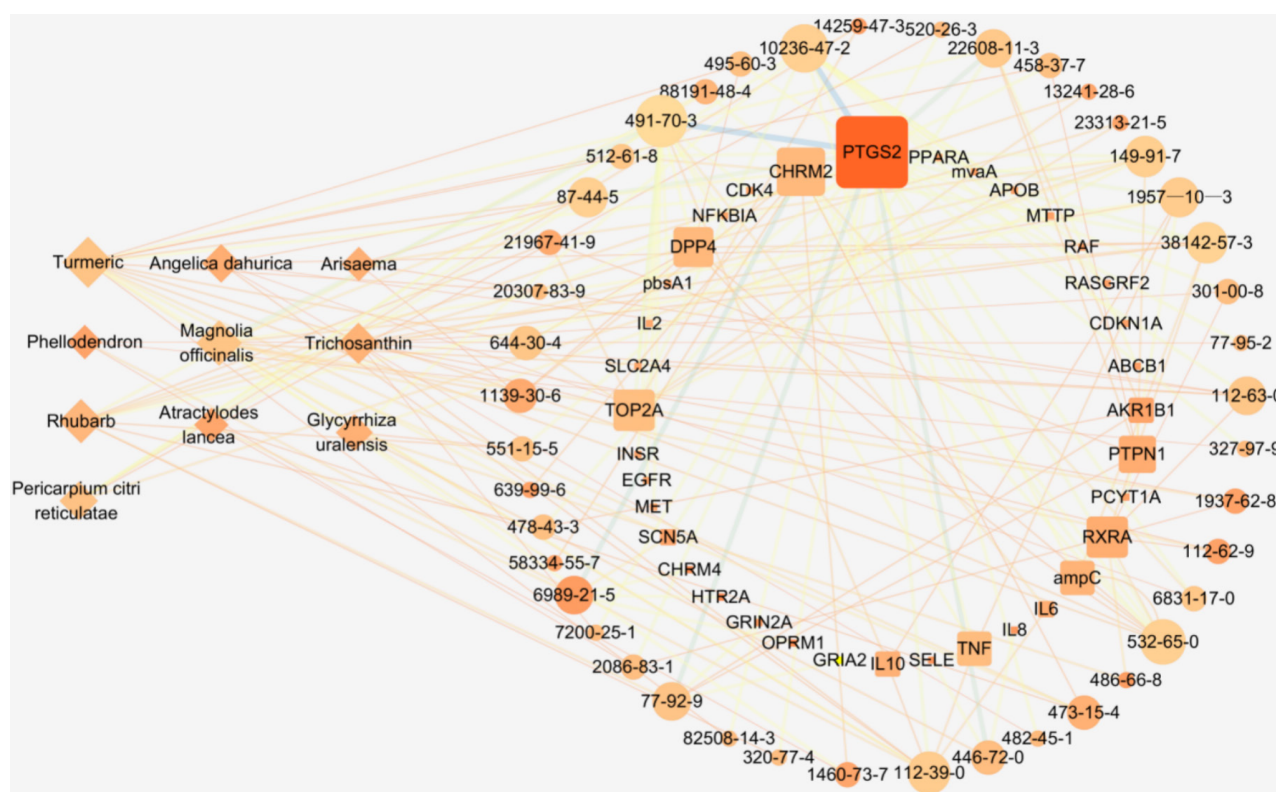 14259-47-3
520-26-3
10236-47-2
22608-11-3
495-60-3
458-37-7
88191-48-4
13241-28-6
491-70-3
23313-21-5
PTGS2
PPARA
512-61-8
149-91-7
CHRM2
mvaA
CDK4
APOB
87-44-5
1957—10—3
NFKBIA
MTTP
21967-41-9
DPP4
RAF
38142-57-3
Turmeric
Angelica dahurica
Arisaema
pbsA1
RASGRF2
20307-83-9
301-00-8
IL2
CDKN1A
Phellodendron
Magnolia
officinalis
Trichosanthin
644-30-4
77-95-2
SLC2A4
ABCB1
1139-30-6
112-63-0
TOP2A
AKR1B1
Rhubarb
Atractylodes
lancea
Glycyrrhiza
uralensis
551-15-5
327-97-9
INSR
PTPN1
EGFR
Pericarpium citri
reticulatae
639-99-6
PCYT1A
1937-62-8
MET
478-43-3
SCN5A
RXRA
112-62-9
58334-55-7
CHRM4
ampC
6989-21-5
HTR2A
IL6
6831-17-0
GRIN2A
IL8
7200-25-1
OPRM1
TNF
532-65-0
2086-83-1
GRIA2
IL10
SELE
486-66-8
77-92-9
473-15-4
82508-14-3
482-45-1
320-77-4
446-72-0
1460-73-7
112-39-0